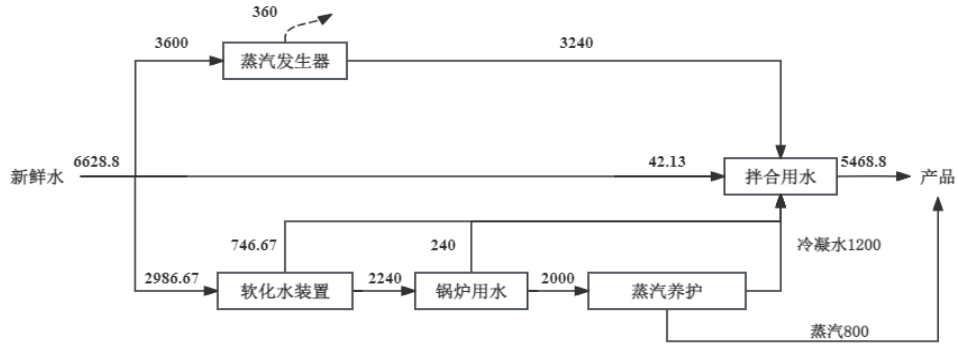 360
3600
蒸汽发生器
3240
新鲜水
6628.8
42.13
拌合用水
5468.8
产品
746.67
240
冷凝水1200
2986.67
软化水装置
2240
锅炉用水
2000
蒸汽养护
蒸汽800